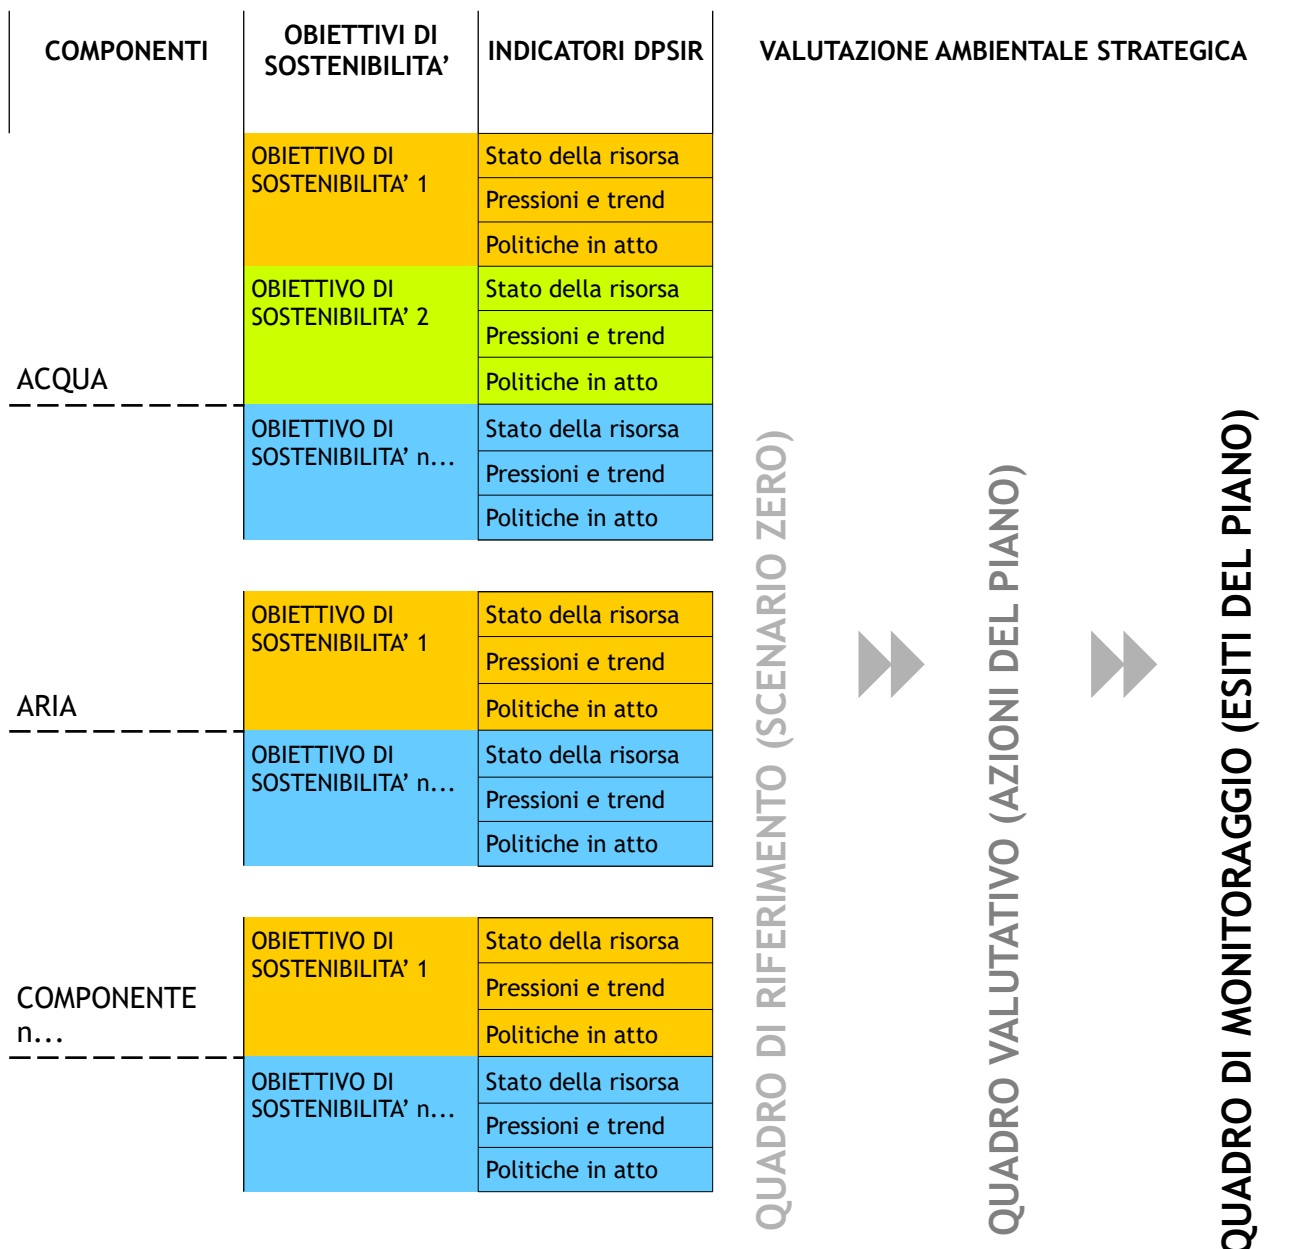 COMPONENTI
OBIETTIVI DI
SOSTENIBILITA’
INDICATORI DPSIR
VALUTAZIONE AMBIENTALE STRATEGICA
ACQUA
OBIETTIVO DI
SOSTENIBILITA’ 1
Stato della risorsa
Pressioni e trend
Politiche in atto
OBIETTIVO DI
SOSTENIBILITA’ 2
Stato della risorsa
Pressioni e trend
Politiche in atto
OBIETTIVO DI
SOSTENIBILITA’ n...
Stato della risorsa
Pressioni e trend
Politiche in atto
ARIA
OBIETTIVO DI
SOSTENIBILITA’ 1
Stato della risorsa
Pressioni e trend
Politiche in atto
OBIETTIVO DI
SOSTENIBILITA’ n...
Stato della risorsa
Pressioni e trend
Politiche in atto
COMPONENTE
n...
OBIETTIVO DI
SOSTENIBILITA’ 1
Stato della risorsa
Pressioni e trend
Politiche in atto
OBIETTIVO DI
SOSTENIBILITA’ n...
Stato della risorsa
Pressioni e trend
Politiche in atto
QUADRO DI RIFERIMENTO (SCENARIO ZERO)
QUADRO VALUTATIVO (AZIONI DEL PIANO)
QUADRO DI MONITORAGGIO (ESITI DEL PIANO)